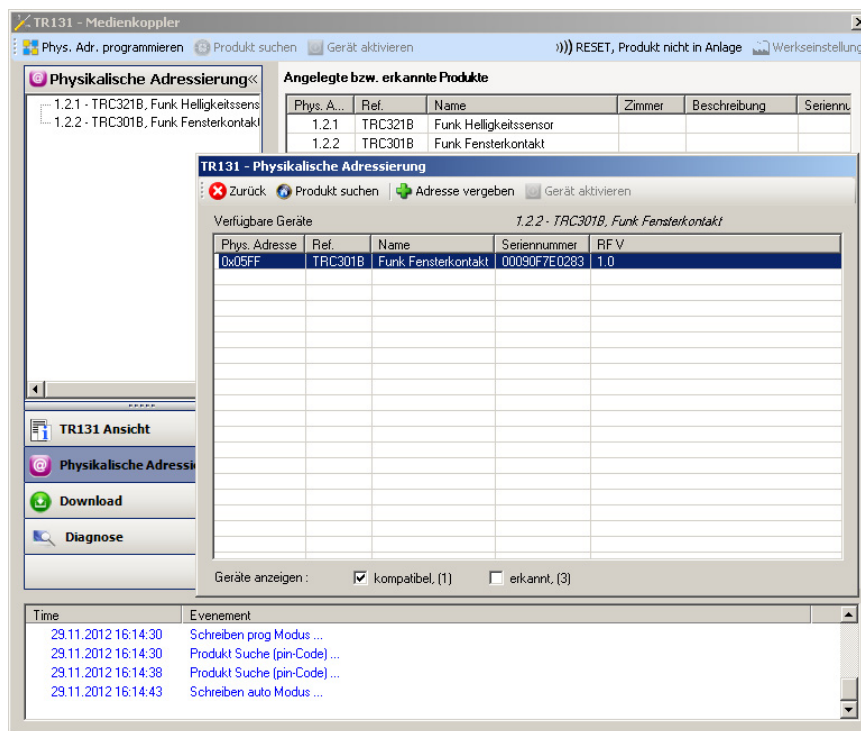 TR131 - Medienkoppler
Phys. Adr. programmieren Produkt suchen Gerät aktivieren ))) RESET, Produkt nicht in Anlage Werkseinstellung
Physikalische Adressierung«
1.2.1 - TRC321B, Funk Helligkeitssens
1.2.2 - TRC301B, Funk Fensterkontakt
Angelegte bzw. erkannte Produkte
Phys. A... Ref. Name Zimmer Beschreibung Seriennu
1.2.1 TRC321B Funk Helligkeitssensor
1.2.2 TRC301B Funk Fensterkontakt
TR131 - Physikalische Adressierung
Zurück Produkt suchen Adresse vergeben Gerät aktivieren
Verfügbare Geräte 1.2.2 - TRC301B, Funk Fensterkontakt
Phys. Adresse Ref. Name Seriennummer RF V
0x05FF TRC301B Funk Fensterkontakt 00090F7E0283 1.0
Geräte anzeigen : kompatibel, (1) erkannt, (3)
TR131 Ansicht
Physikalische Adressi
Download
Diagnose
Time Evenement
29.11.2012 16:14:30 Schreiben prog Modus ...
29.11.2012 16:14:30 Produkt Suche (pin-Code) ...
29.11.2012 16:14:38 Produkt Suche (pin-Code) ...
29.11.2012 16:14:43 Schreiben auto Modus ...